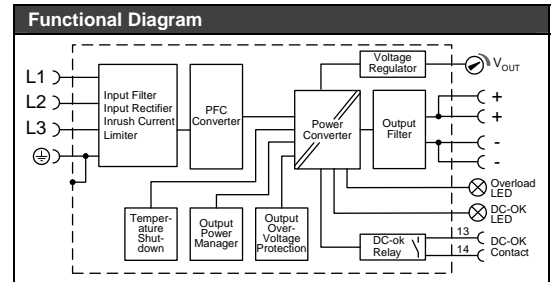 Functional Diagram
L1
L2
L3
Input Filter
Input Rectifier
Inrush Current
Limiter
PFC
Converter
Power
Converter
Voltage
Regulator
VOUT
Output
Filter
+
+
-
-
Overload
LED
DC-OK
LED
Temper-
ature
Shut-
down
Output
Power
Manager
Output
Over-
Voltage
Protection
DC-ok
Relay
13
14
DC-OK
Contact